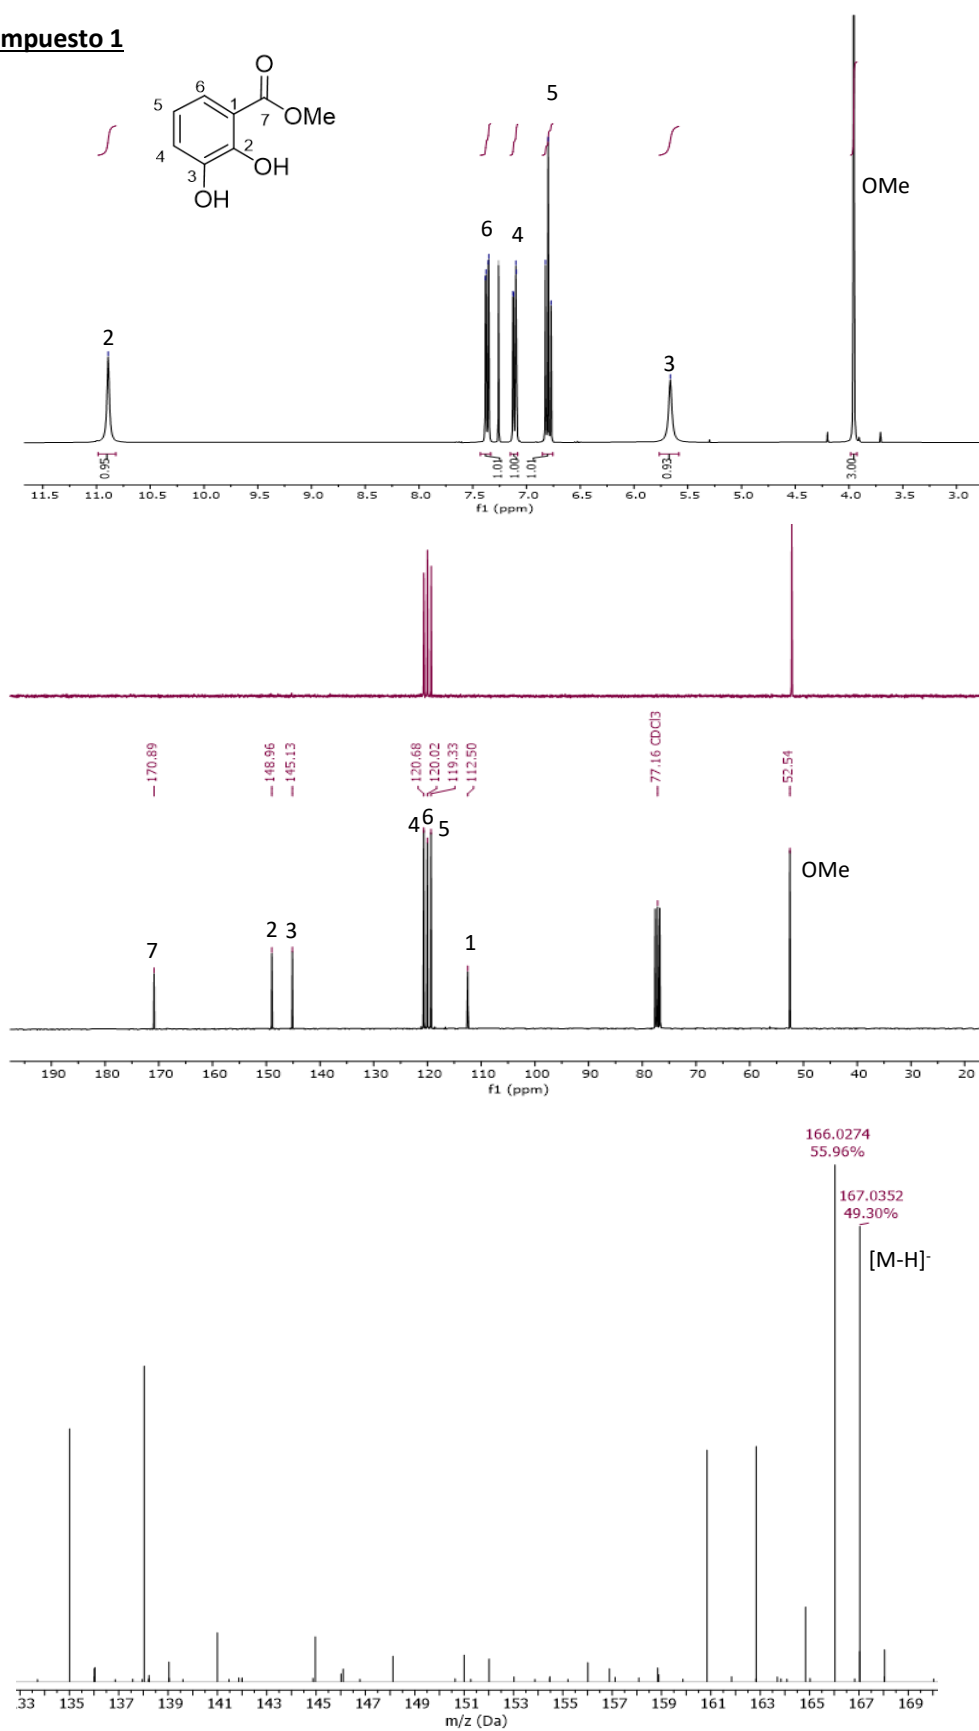 mpuesto 1
O
6
5
1
7
OMe
4
2
3
OH
OH
5
OMe
6
4
2
3
0.95
1.01
1.00
1.01
0.93
3.00
11.5 11.0 10.5 10.0 9.5 9.0 8.5 8.0 7.5 7.0 6.5 6.0 5.5 5.0 4.5 4.0 3.5 3.0
f1 (ppm)
170.89
148.96
145.13
120.68
120.02
119.33
112.50
77.16 CDCl3
52.54
4 6 5
OMe
7
2 3
1
190 180 170 160 150 140 130 120 110 100 90 80 70 60 50 40 30 20
f1 (ppm)
166.0274
55.96%
167.0352
49.30%
[M-H]-
.33 135 137 139 141 143 145 147 149 151 153 155 157 159 161 163 165 167 169
m/z (Da)